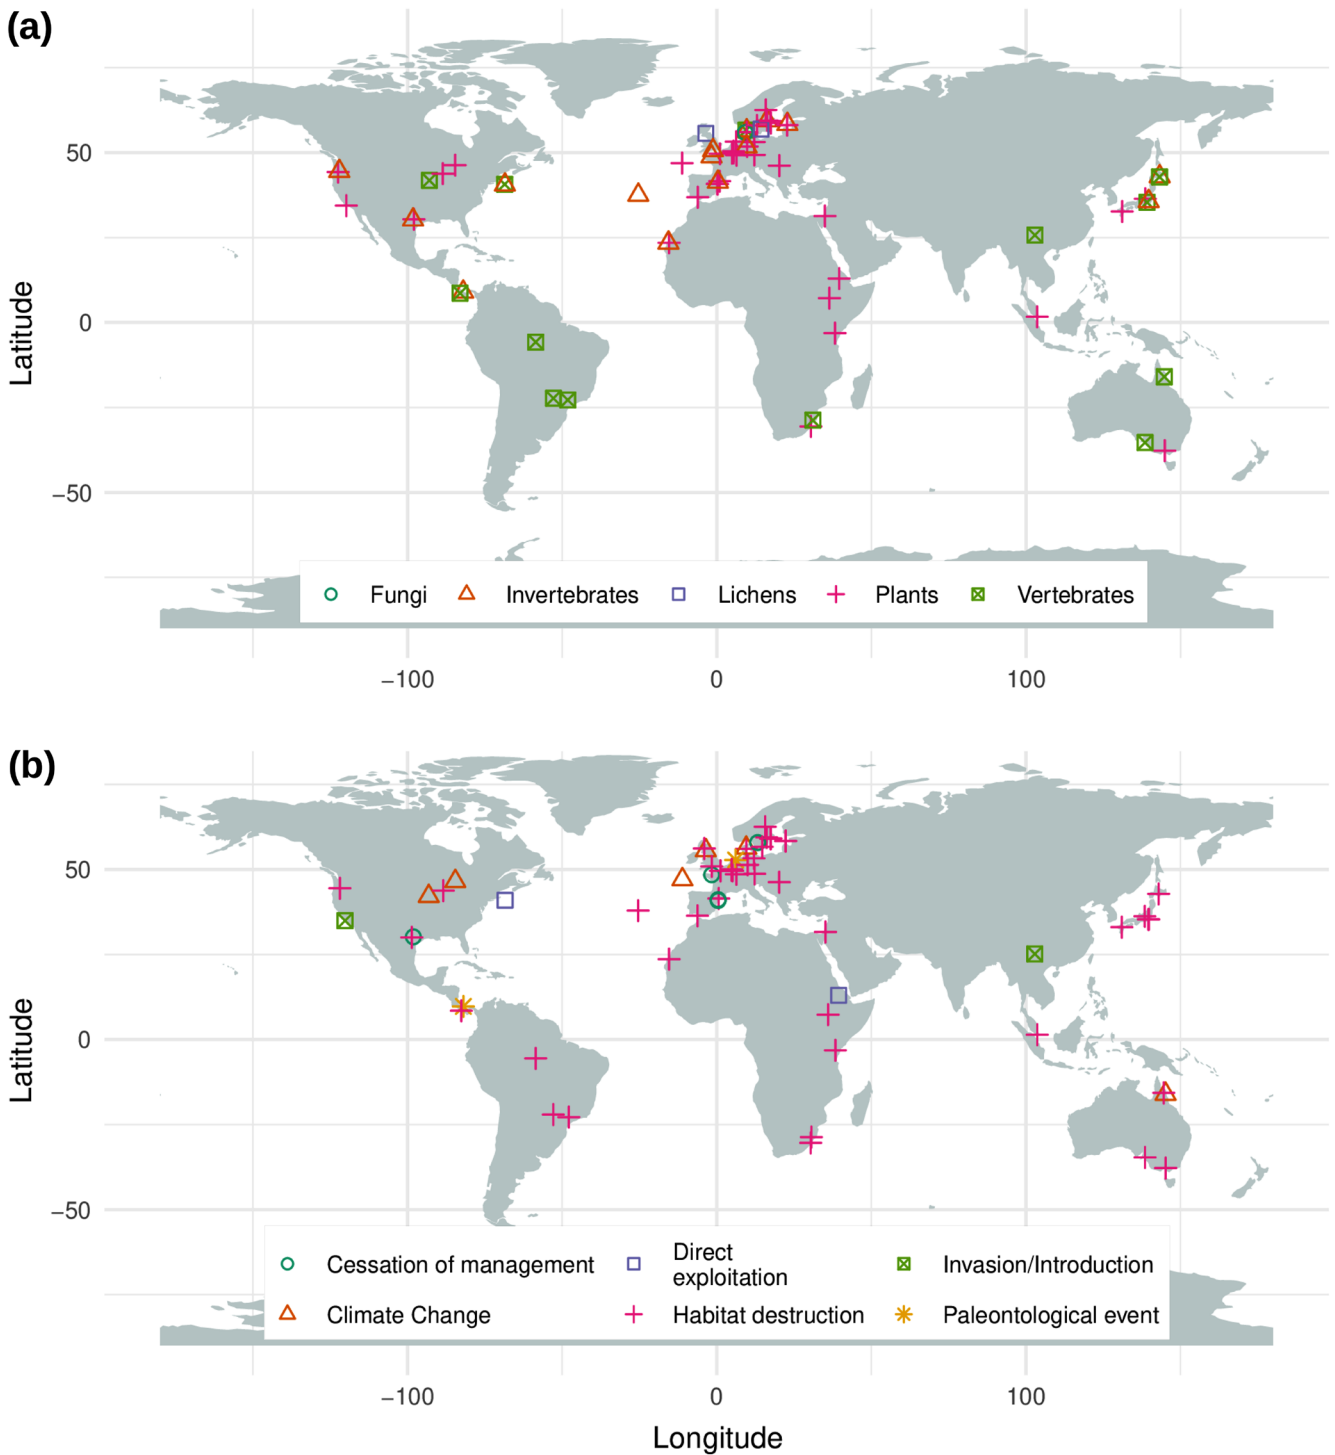 (a)
Latitude
50
0
−50
Fungi Invertebrates Lichens Plants Vertebrates
−100 0 100
(b)
Latitude
50
0
−50
Cessation of management Direct exploitation Invasion/Introduction
Climate Change Habitat destruction Paleontological event
−100 0 100
Longitude